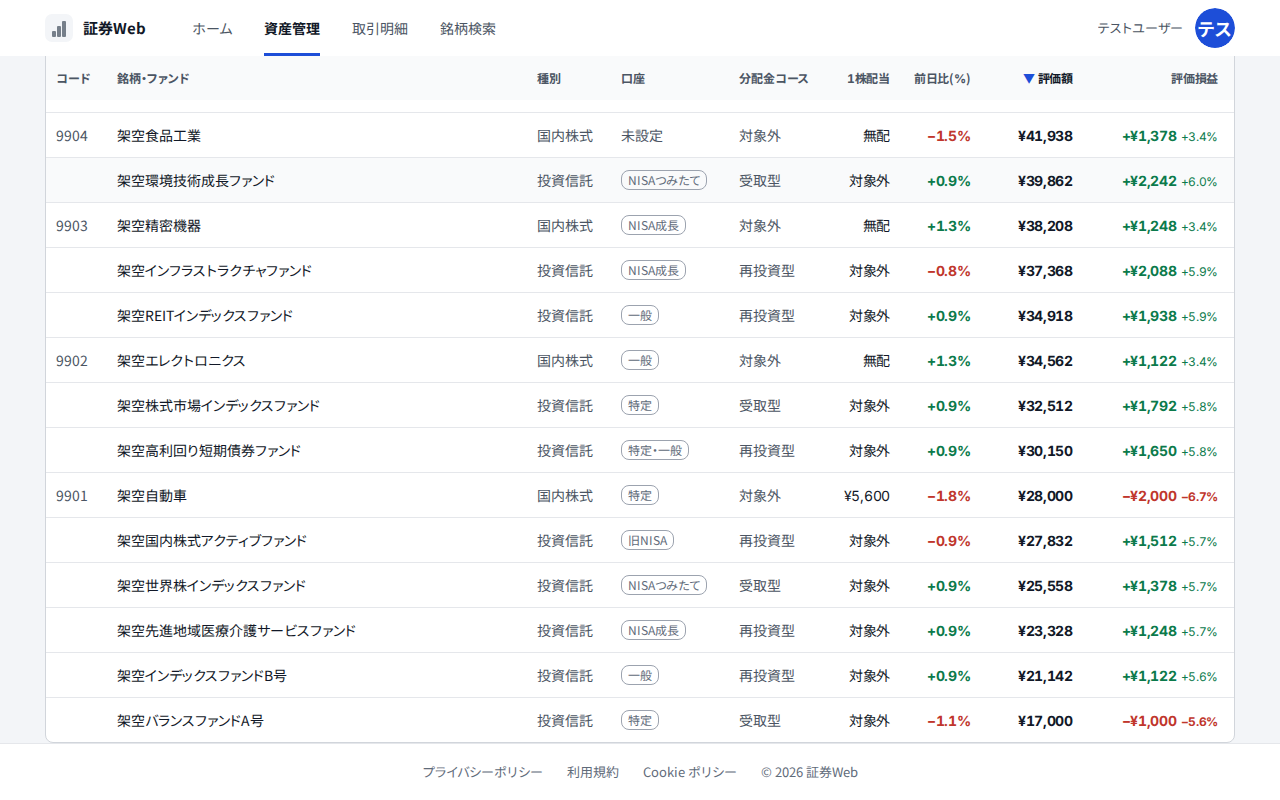 証券Web ホーム 資産管理 取引明細 銘柄検索 テストユーザー テス
コード 銘柄・ファンド 種別 口座 分配金コース 1株配当 前日比(%) ▼評価額 評価損益
9904 架空食品工業 国内株式 未設定 対象外 無配 −1.5% ¥41,938 +¥1,378 +3.4%
架空環境技術成長ファンド 投資信託 NISAつみたて 受取型 対象外 +0.9% ¥39,862 +¥2,242 +6.0%
9903 架空精密機器 国内株式 NISA成長 対象外 無配 +1.3% ¥38,208 +¥1,248 +3.4%
架空インフラストラクチャファンド 投資信託 NISA成長 再投資型 対象外 −0.8% ¥37,368 +¥2,088 +5.9%
架空REITインデックスファンド 投資信託 一般 再投資型 対象外 +0.9% ¥34,918 +¥1,938 +5.9%
9902 架空エレクトロニクス 国内株式 一般 対象外 無配 +1.3% ¥34,562 +¥1,122 +3.4%
架空株式市場インデックスファンド 投資信託 特定 受取型 対象外 +0.9% ¥32,512 +¥1,792 +5.8%
架空高利回り短期債券ファンド 投資信託 特定・一般 再投資型 対象外 +0.9% ¥30,150 +¥1,650 +5.8%
9901 架空自動車 国内株式 特定 対象外 ¥5,600 −1.8% ¥28,000 −¥2,000 −6.7%
架空国内株式アクティブファンド 投資信託 旧NISA 再投資型 対象外 −0.9% ¥27,832 +¥1,512 +5.7%
架空世界株インデックスファンド 投資信託 NISAつみたて 受取型 対象外 +0.9% ¥25,558 +¥1,378 +5.7%
架空先進地域医療介護サービスファンド 投資信託 NISA成長 再投資型 対象外 +0.9% ¥23,328 +¥1,248 +5.7%
架空インデックスファンドB号 投資信託 一般 再投資型 対象外 +0.9% ¥21,142 +¥1,122 +5.6%
架空バランスファンドA号 投資信託 特定 受取型 対象外 −1.1% ¥17,000 −¥1,000 −5.6%
プライバシーポリシー 利用規約 Cookie ポリシー © 2026 証券Web